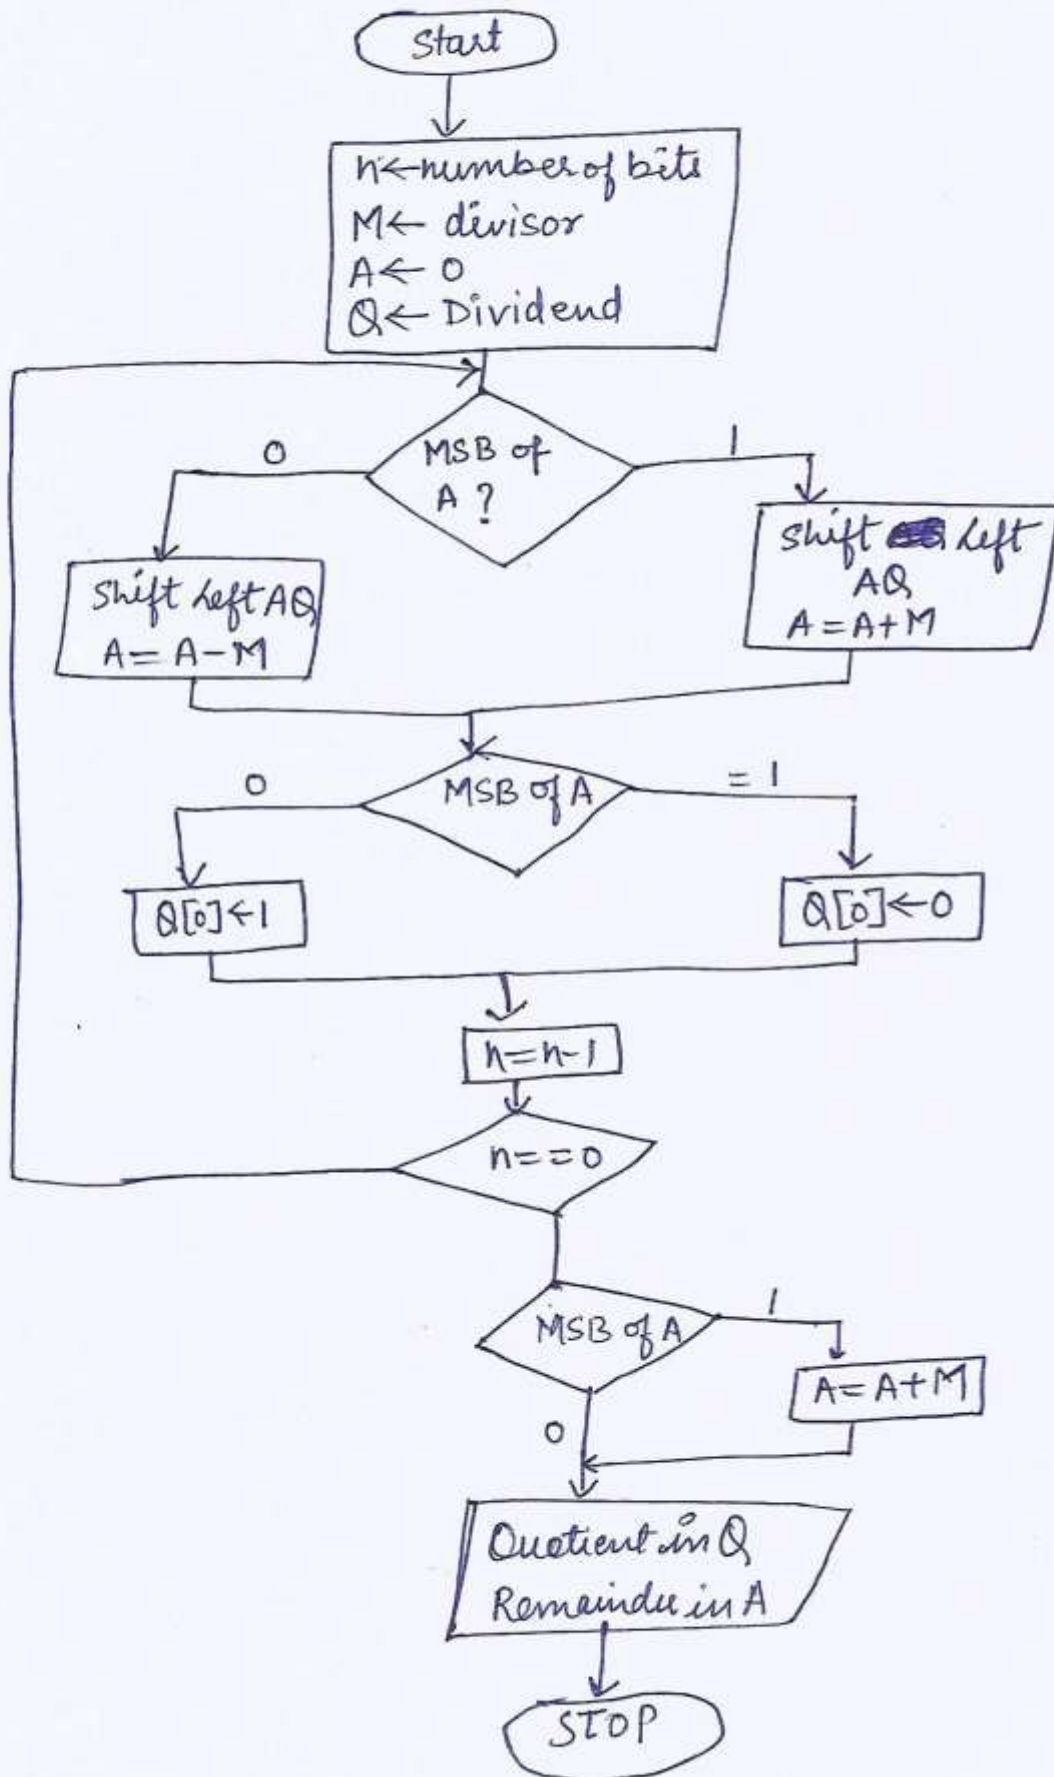 Start
n←number of bits
M← divisor
A← 0
Q← Dividend
MSB of
A ?
0
1
Shift Left AQ
A = A - M
Shift Left
AQ
A = A + M
MSB of A
0
= 1
Q[0]←1
Q[0]←0
n=n-1
n==0
MSB of A
1
A = A + M
0
Quotient in Q
Remainder in A
STOP